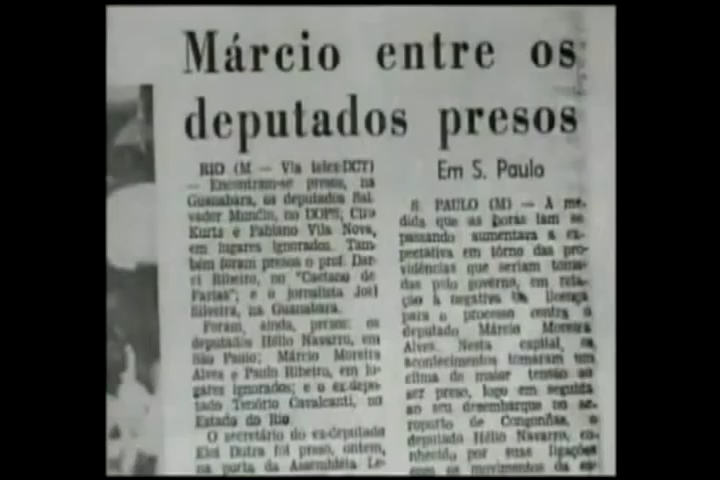 Márcio entre os
deputados presos
RIO (M — Via telex-DCT)
— Encontram-se presos, na
Guanabara, os deputados Sal-
vador Mondin, no DOPS, Ciro
Kurtz e Fabiano Vila Nova,
em lugares ignorados. Tam-
bém foram presos o prof. Dar-
ci Ribeiro, no "Caetano de
Farias"; e o jornalista Joel
Silveira, na Guanabara.
Foram, ainda, presos: os
deputados Hélio Navarro, em
São Paulo; Márcio Moreira
Alves e Paulo Ribeiro, em lu-
gares ignorados; e o ex-depu-
tado Tenório Cavalcanti, no
Estado do Rio
O secretário do ex-deputado
Eloi Dutra foi preso, ontem,
na porta da Assembléia Le-
Em S. Paulo
S. PAULO (M) — A me-
dida que as horas iam se
passando aumentava a ex-
pectativa em tôrno das pro-
vidências que seriam toma-
das pelo govêrno, em rela-
ção à negativa de licença
para o processo contra o
deputado Márcio Moreira
Alves. Nesta capital, os
acontecimentos tomaram um
clima de maior tensão ao
ser preso, logo em seguida
ao seu desembarque no ae-
roporto de Congonhas, o
deputado Hélio Navarro, co-
nhecido por suas ligações
com os movimentos da es-